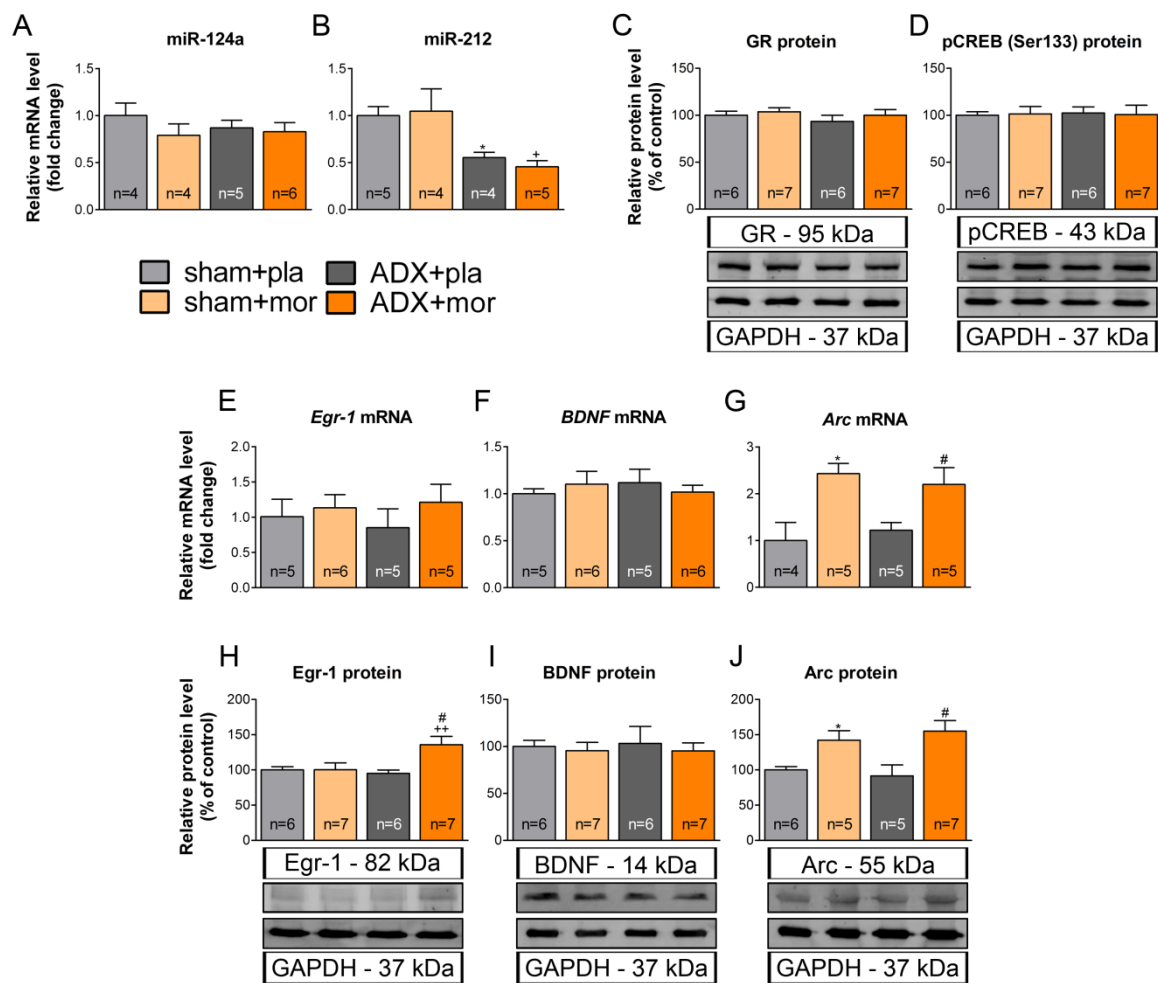 A
miR-124a
B
miR-212
C
GR protein
D
pCREB (Ser133) protein
Relative mRNA level
(fold change)
1.5
1.0
0.5
0.0
n=4
n=4
n=5
n=6
1.5
1.0
0.5
0.0
*
+
n=5
n=4
n=4
n=5
Relative protein level
(% of control)
150
100
50
0
n=6
n=7
n=6
n=7
150
100
50
0
n=6
n=7
n=6
n=7
GR - 95 kDa
GAPDH - 37 kDa
pCREB - 43 kDa
GAPDH - 37 kDa
sham+pla
ADX+pla
sham+mor
ADX+mor
E
Egr-1 mRNA
F
BDNF mRNA
G
Arc mRNA
Relative mRNA level
(fold change)
2.0
1.5
1.0
0.5
0.0
n=5
n=6
n=5
n=5
1.5
1.0
0.5
0.0
n=5
n=6
n=5
n=6
3
2
1
0
*
#
n=4
n=5
n=5
n=5
H
Egr-1 protein
I
BDNF protein
J
Arc protein
Relative protein level
(% of control)
200
150
100
50
0
#
++
n=6
n=7
n=6
n=7
150
100
50
0
n=6
n=7
n=6
n=7
200
150
100
50
0
*
#
n=6
n=5
n=5
n=7
Egr-1 - 82 kDa
GAPDH - 37 kDa
BDNF - 14 kDa
GAPDH - 37 kDa
Arc - 55 kDa
GAPDH - 37 kDa